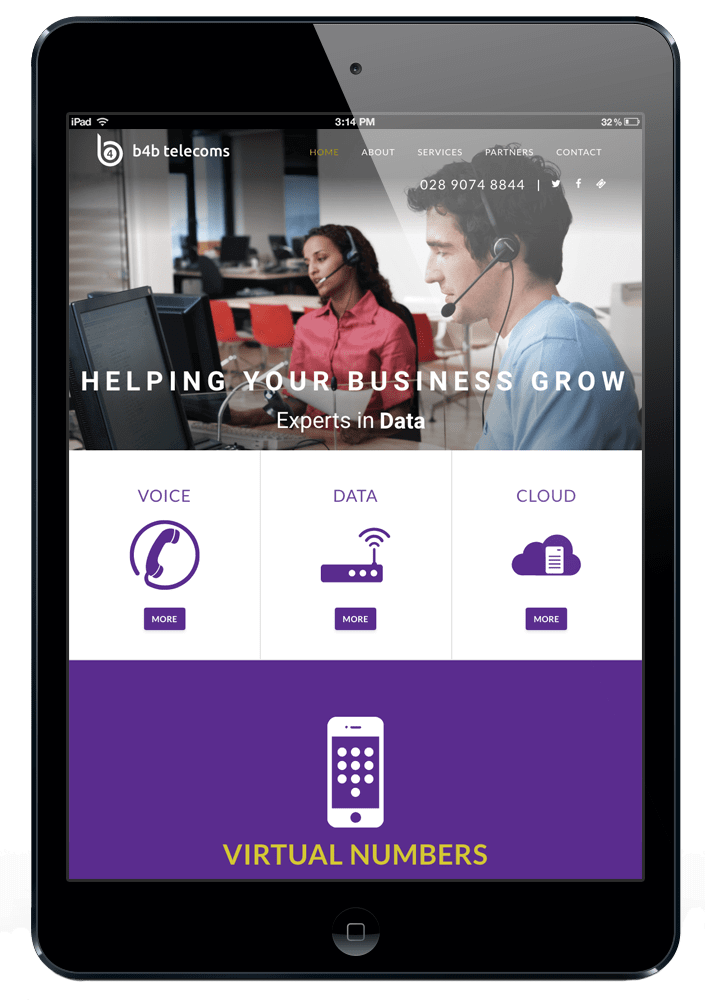 iPad 3:14 PM 32%
4 b4b telecoms HOME ABOUT SERVICES PARTNERS CONTACT
028 9074 8844 |
HELPING YOUR BUSINESS GROW
Experts in Data
VOICE DATA CLOUD
MORE MORE MORE
VIRTUAL NUMBERS